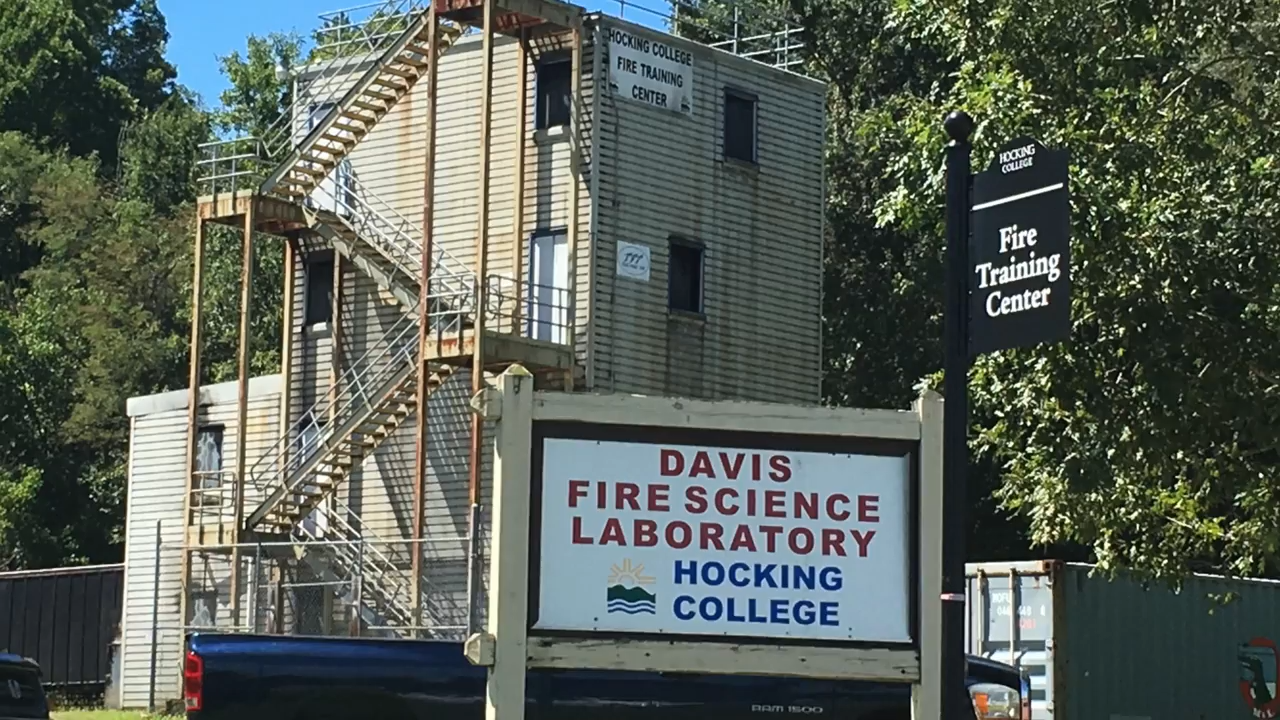 HOCKING COLLEGE
FIRE TRAINING
CENTER
HOCKING
COLLEGE
Fire
Training
Center
DAVIS
FIRE SCIENCE
LABORATORY
HOCKING
COLLEGE
RAM 1500